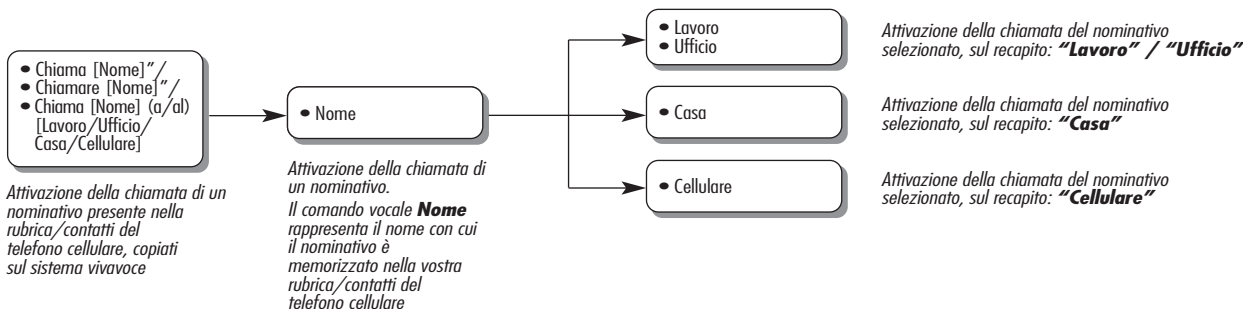 • Chiama [Nome]"/
• Chiamare [Nome]"/
• Chiama [Nome] (a/al)
[Lavoro/Ufficio/
Casa/Cellulare]
Attivazione della chiamata di un
nominativo presente nella
rubrica/contatti del
telefono cellulare, copiati
sul sistema vivavoce
• Nome
Attivazione della chiamata di
un nominativo.
Il comando vocale Nome
rappresenta il nome con cui
il nominativo è
memorizzato nella vostra
rubrica/contatti del
telefono cellulare
• Lavoro
• Ufficio
Attivazione della chiamata del nominativo
selezionato, sul recapito: "Lavoro" / "Ufficio"
• Casa
Attivazione della chiamata del nominativo
selezionato, sul recapito: "Casa"
• Cellulare
Attivazione della chiamata del nominativo
selezionato, sul recapito: "Cellulare"